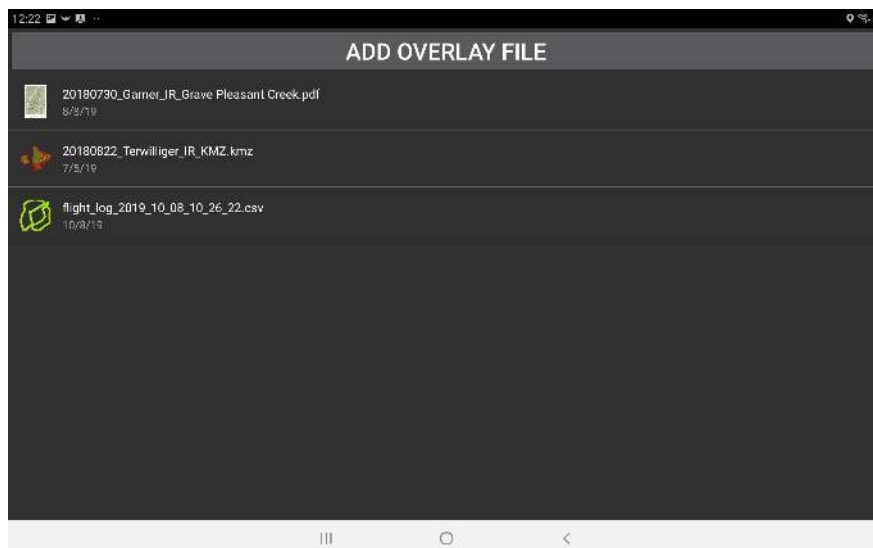 12:22
ADD OVERLAY FILE
20180730_Garner_IR_Grave Pleasant Creek.pdf
8/8/19
20180822_Terwilliger_IR_KMZ.kmz
7/5/19
flight_log_2019_10_08_10_26_22.csv
10/8/19